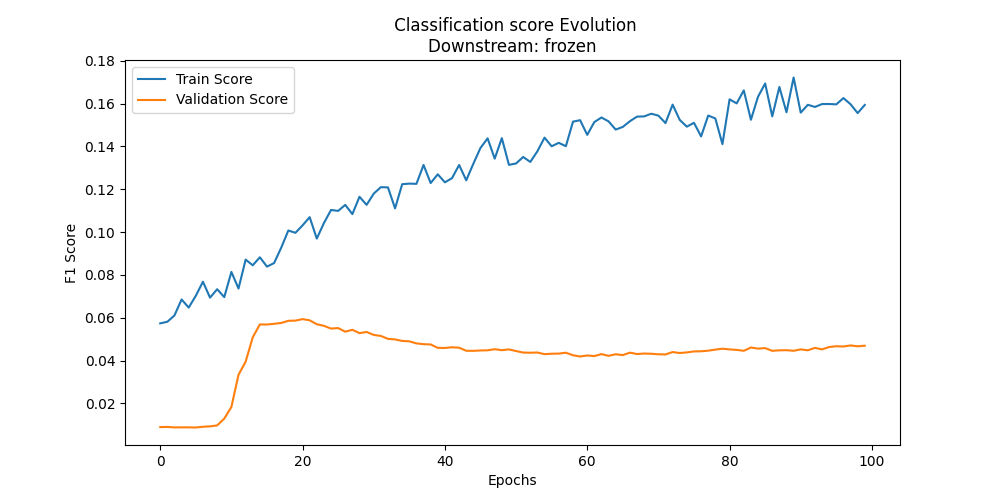 Classification score Evolution
Downstream: frozen
Train Score
Validation Score
0.18
0.16
0.14
0.12
0.10
0.08
0.06
0.04
0.02
F1 Score
0 20 40 60 80 100
Epochs